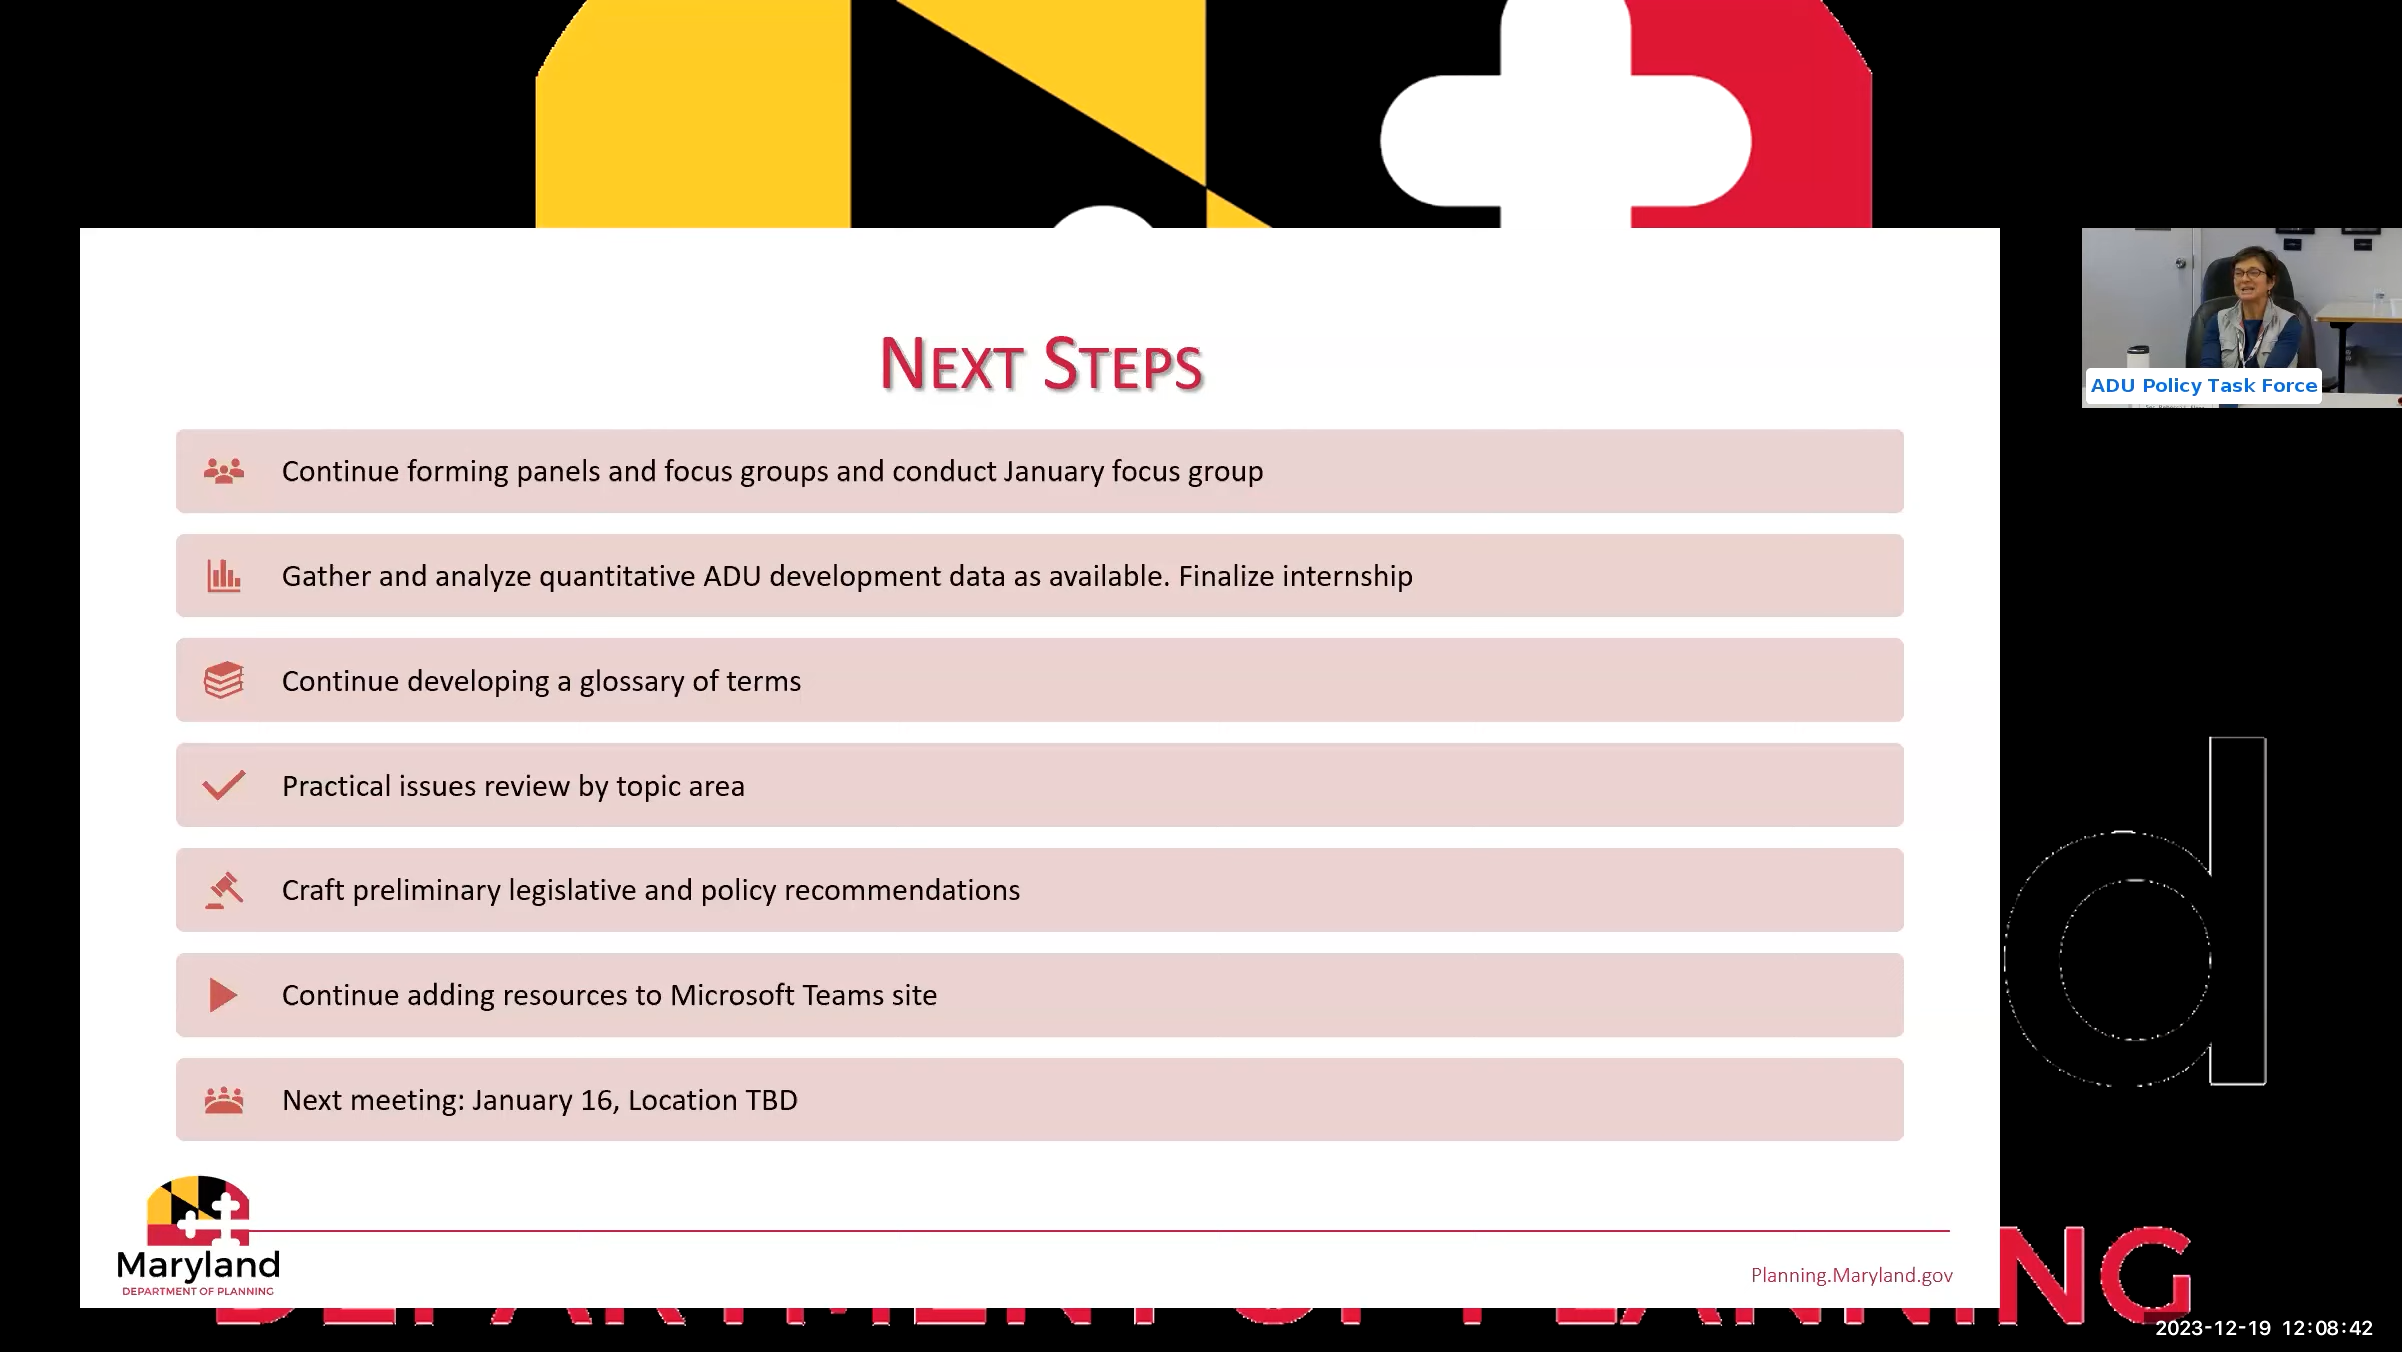 NEXT STEPS
ADU Policy Task Force
Continue forming panels and focus groups and conduct January focus group
Gather and analyze quantitative ADU development data as available. Finalize internship
Continue developing a glossary of terms
Practical issues review by topic area
Craft preliminary legislative and policy recommendations
Continue adding resources to Microsoft Teams site
Next meeting: January 16, Location TBD
d
Maryland
DEPARTMENT OF PLANNING
Planning.Maryland.gov
DEPARTMENT OF PLANNING
2023-12-19 12:08:42